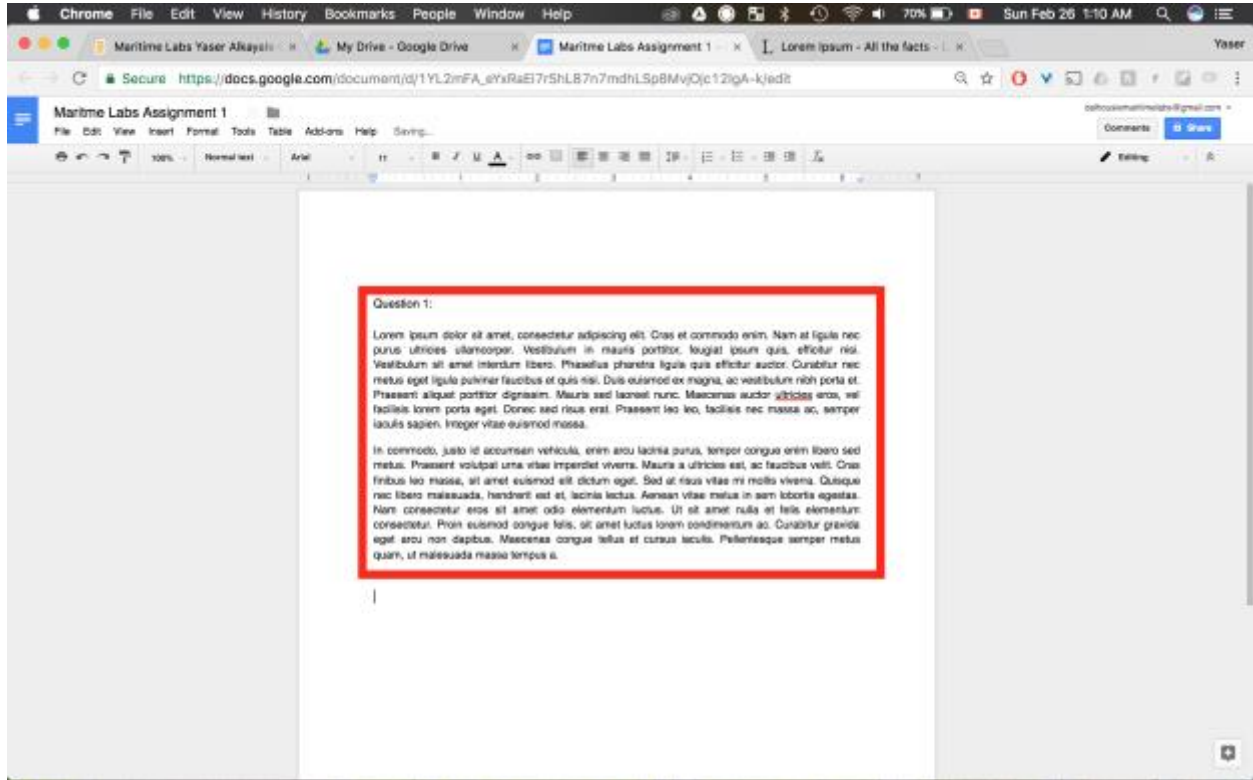 Chrome File Edit View History Bookmarks People Window Help 70% Sun Feb 26 1:10 AM
Maritime Labs Yaser Alkayale My Drive - Google Drive Maritme Labs Assignment 1 - Lorem Ipsum - All the facts - L Yaser
Secure https://docs.google.com/document/d/
Maritme Labs Assignment 1
File Edit View Insert Format Tools Table Add-ons Help Saving... Comments Share
100% Normal text Arial 11 B I U A Editing
1 1 2 3 4 5 6 7
Question 1:
Lorem ipsum dolor sit amet, consectetur adipiscing elit. Cras et commodo enim. Nam at ligula nec
purus ultricies ullamcorper. Vestibulum in mauris porttitor, feugiat ipsum quis, efficitur nisi.
Vestibulum sit amet interdum libero. Phasellus pharetra ligula quis efficitur auctor. Curabitur nec
metus eget ligula pulvinar faucibus et quis nisi. Duis euismod ex magna, ac vestibulum nibh porta et.
Praesent aliquet porttitor dignissim. Mauris sed laoreet nunc. Maecenas auctor ultricies eros, vel
facilisis lorem porta eget. Donec sed risus erat. Praesent leo leo, facilisis nec massa ac, semper
iaculis sapien. Integer vitae euismod massa.
In commodo, justo id accumsan vehicula, enim arcu lacinia purus, tempor congue enim libero sed
metus. Praesent volutpat urna vitae imperdiet viverra. Mauris a ultricies est, ac faucibus velit. Cras
finibus leo massa, sit amet euismod elit dictum eget. Sed at risus vitae mi mollis viverra. Quisque
nec libero malesuada, hendrerit est et, lacinia lectus. Aenean vitae metus in sem lobortis egestas.
Nam consectetur eros sit amet odio elementum luctus. Ut sit amet nulla et felis elementum
consectetur. Proin euismod congue felis, sit amet luctus lorem condimentum ac. Curabitur gravida
eget arcu non dapibus. Maecenas congue tellus et cursus iaculis. Pellentesque semper metus
quam, ut malesuada massa tempus a.